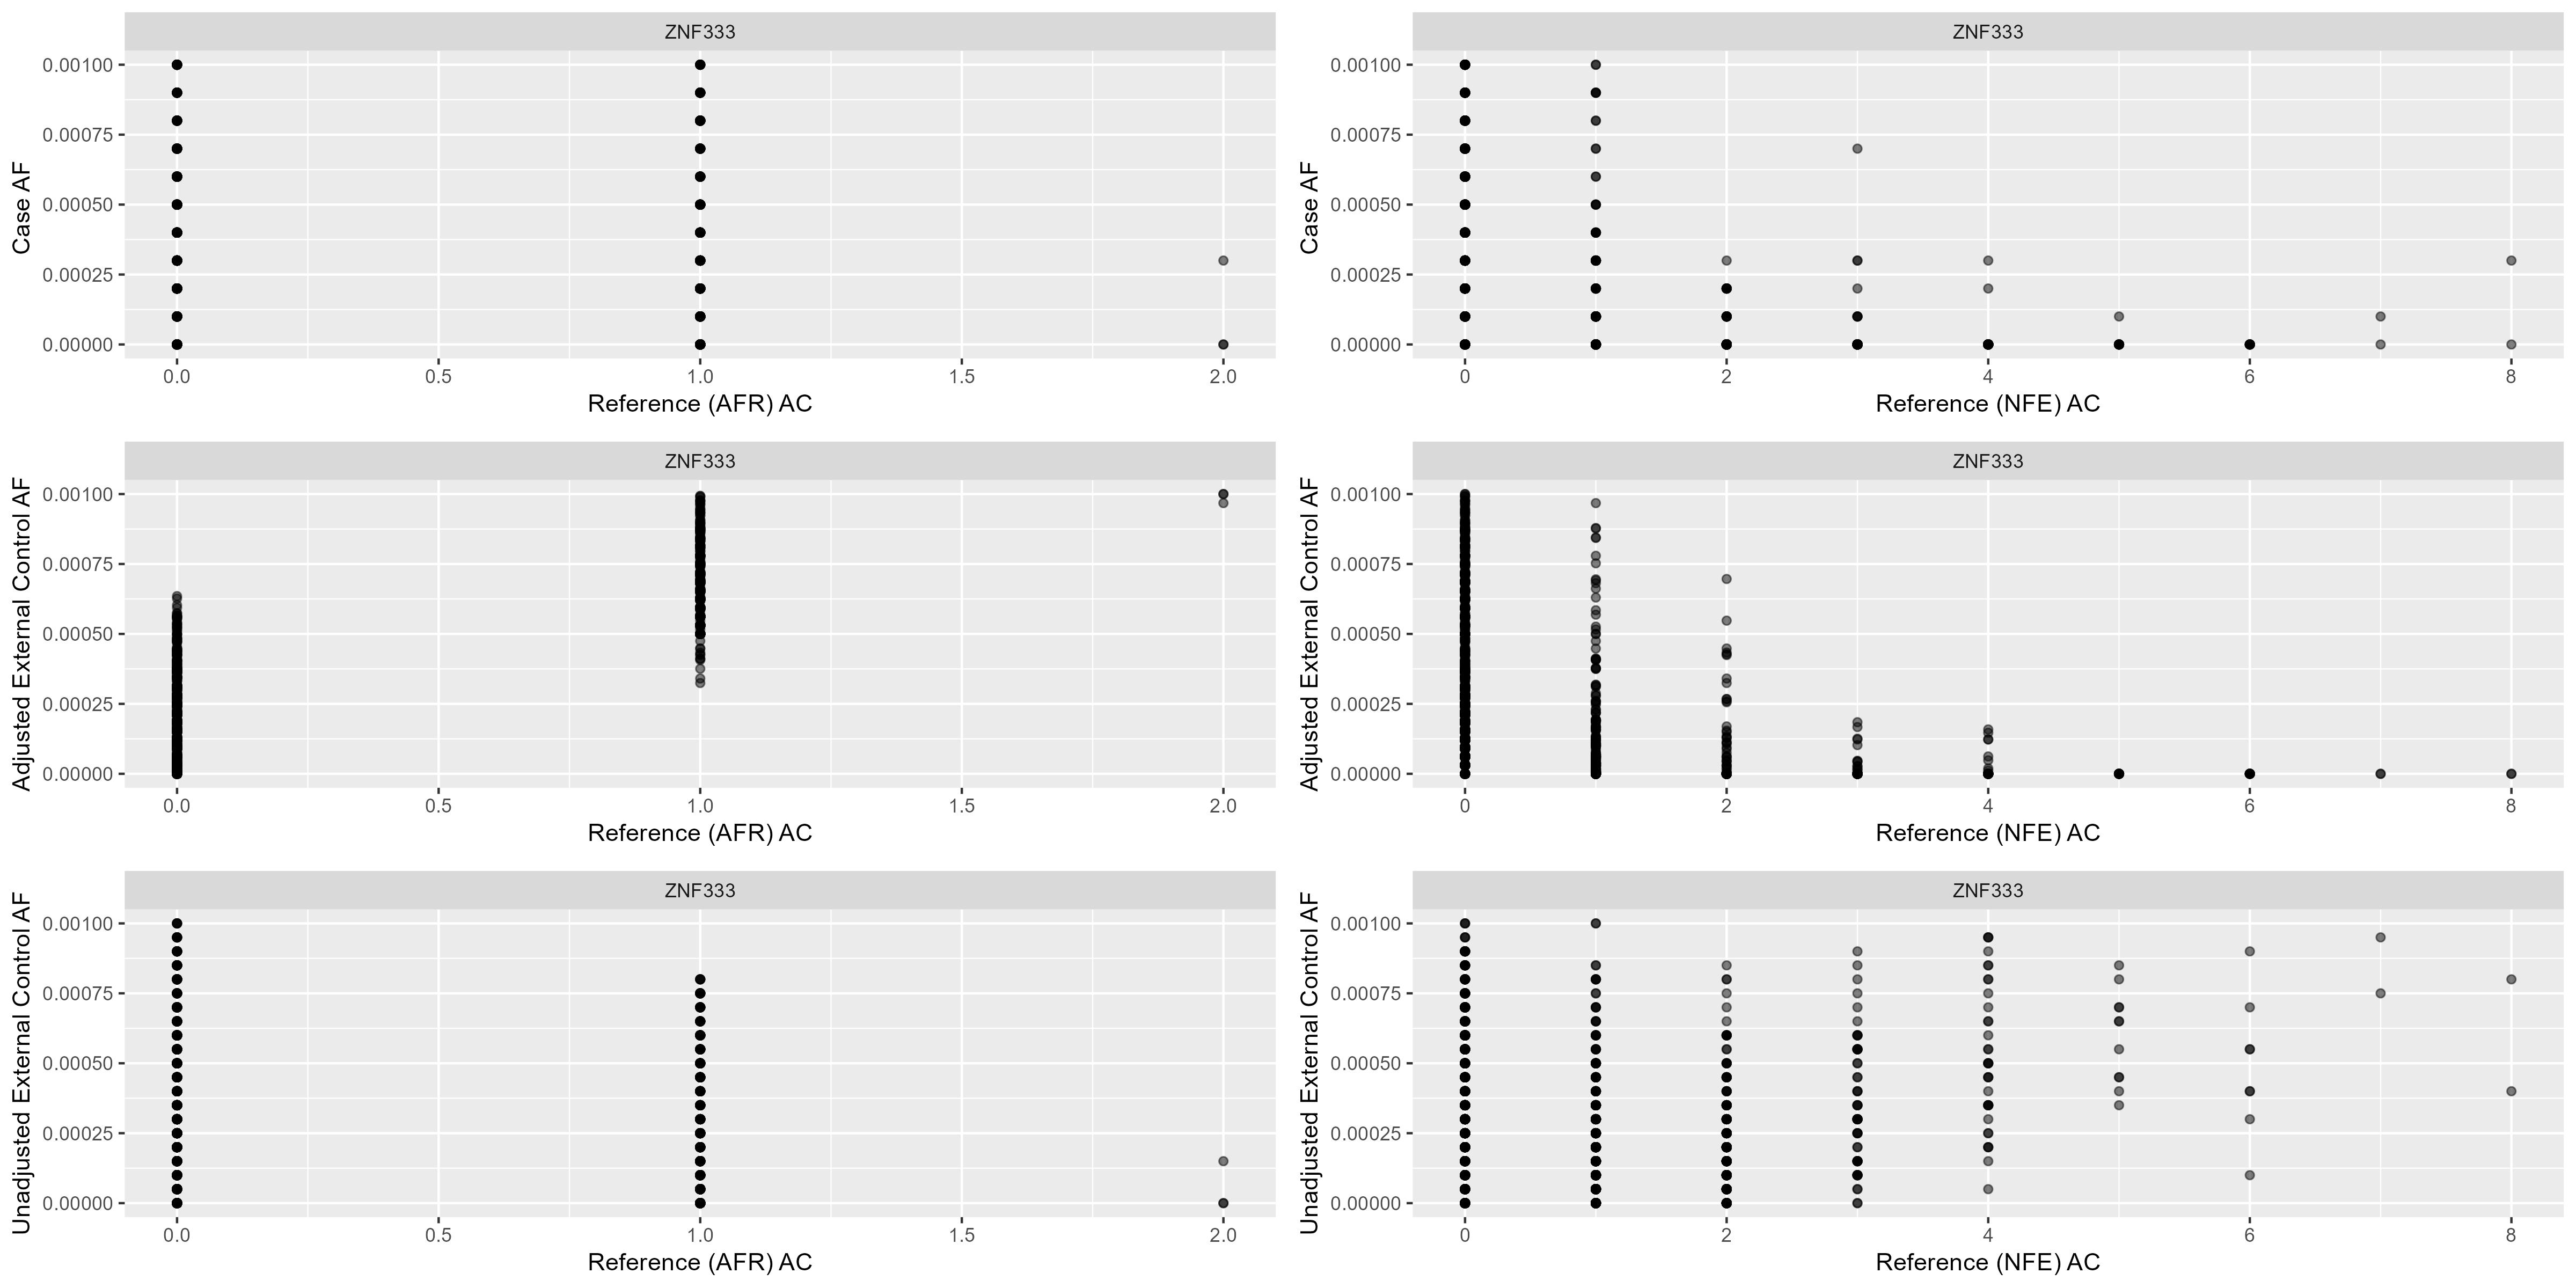 ZNF333
Case AF
0.00100
0.00075
0.00050
0.00025
0.00000
0.0 0.5 1.0 1.5 2.0
Reference (AFR) AC
ZNF333
Case AF
0.00100
0.00075
0.00050
0.00025
0.00000
0 2 4 6 8
Reference (NFE) AC
ZNF333
Adjusted External Control AF
0.00100
0.00075
0.00050
0.00025
0.00000
0.0 0.5 1.0 1.5 2.0
Reference (AFR) AC
ZNF333
Adjusted External Control AF
0.00100
0.00075
0.00050
0.00025
0.00000
0 2 4 6 8
Reference (NFE) AC
ZNF333
Unadjusted External Control AF
0.00100
0.00075
0.00050
0.00025
0.00000
0.0 0.5 1.0 1.5 2.0
Reference (AFR) AC
ZNF333
Unadjusted External Control AF
0.00100
0.00075
0.00050
0.00025
0.00000
0 2 4 6 8
Reference (NFE) AC